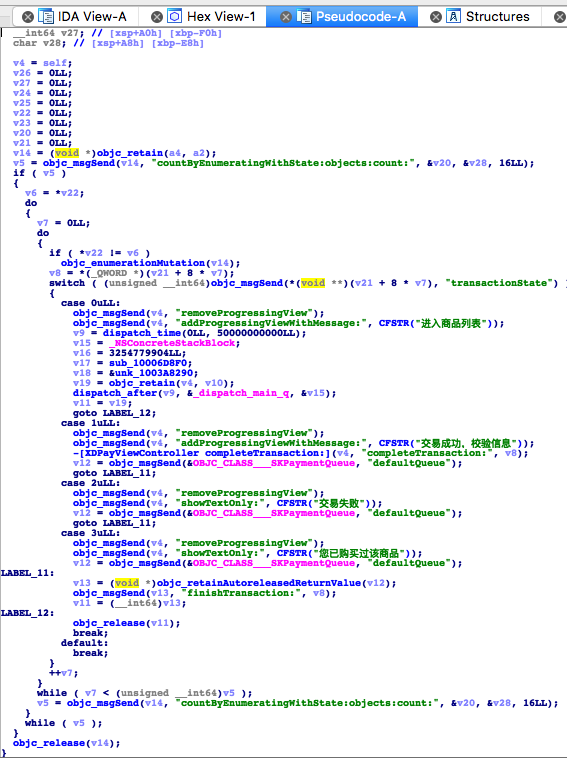 IDA View-A Hex View-1 Pseudocode-A Structures
__int64 v27; // [xsp+A0h] [xbp-F0h]
char v28; // [xsp+A8h] [xbp-E8h]
v4 = self;
v26 = 0LL;
v27 = 0LL;
v24 = 0LL;
v25 = 0LL;
v22 = 0LL;
v23 = 0LL;
v20 = 0LL;
v21 = 0LL;
v14 = (void *)objc_retain(a4, a2);
v5 = objc_msgSend(v14, "countByEnumeratingWithState:objects:count:", &v20, &v28, 16LL);
if ( v5 )
{
v6 = *v22;
do
{
v7 = 0LL;
do
{
if ( *v22 != v6 )
objc_enumerationMutation(v14);
v8 = *(_QWORD *)(v21 + 8 * v7);
switch ( (unsigned __int64)objc_msgSend(*(void **)(v21 + 8 * v7), "transactionState") )
{
case 0uLL:
objc_msgSend(v4, "removeProgressingView");
objc_msgSend(v4, "addProgressingViewWithMessage:", CFSTR("进入商品列表"));
v9 = dispatch_time(0LL, 50000000000LL);
v15 = _NSConcreteStackBlock;
v16 = 3254779904LL;
v17 = sub_10006D8F0;
v18 = &unk_1003A8290;
v19 = objc_retain(v4, v10);
dispatch_after(v9, &_dispatch_main_q, &v15);
v11 = v19;
goto LABEL_12;
case 1uLL:
objc_msgSend(v4, "removeProgressingView");
objc_msgSend(v4, "addProgressingViewWithMessage:", CFSTR("交易成功，校验信息"));
-[XDPayViewController completeTransaction:](v4, "completeTransaction:", v8);
v12 = objc_msgSend(&OBJC_CLASS___SKPaymentQueue, "defaultQueue");
goto LABEL_11;
case 2uLL:
objc_msgSend(v4, "removeProgressingView");
objc_msgSend(v4, "showTextOnly:", CFSTR("交易失败"));
v12 = objc_msgSend(&OBJC_CLASS___SKPaymentQueue, "defaultQueue");
goto LABEL_11;
case 3uLL:
objc_msgSend(v4, "removeProgressingView");
objc_msgSend(v4, "showTextOnly:", CFSTR("您已购买过该商品"));
v12 = objc_msgSend(&OBJC_CLASS___SKPaymentQueue, "defaultQueue");
LABEL_11:
v13 = (void *)objc_retainAutoreleasedReturnValue(v12);
objc_msgSend(v13, "finishTransaction:", v8);
v11 = (__int64)v13;
LABEL_12:
objc_release(v11);
break;
default:
break;
}
++v7;
}
while ( v7 < (unsigned __int64)v5 );
v5 = objc_msgSend(v14, "countByEnumeratingWithState:objects:count:", &v20, &v28, 16LL);
}
while ( v5 );
}
objc_release(v14);
}